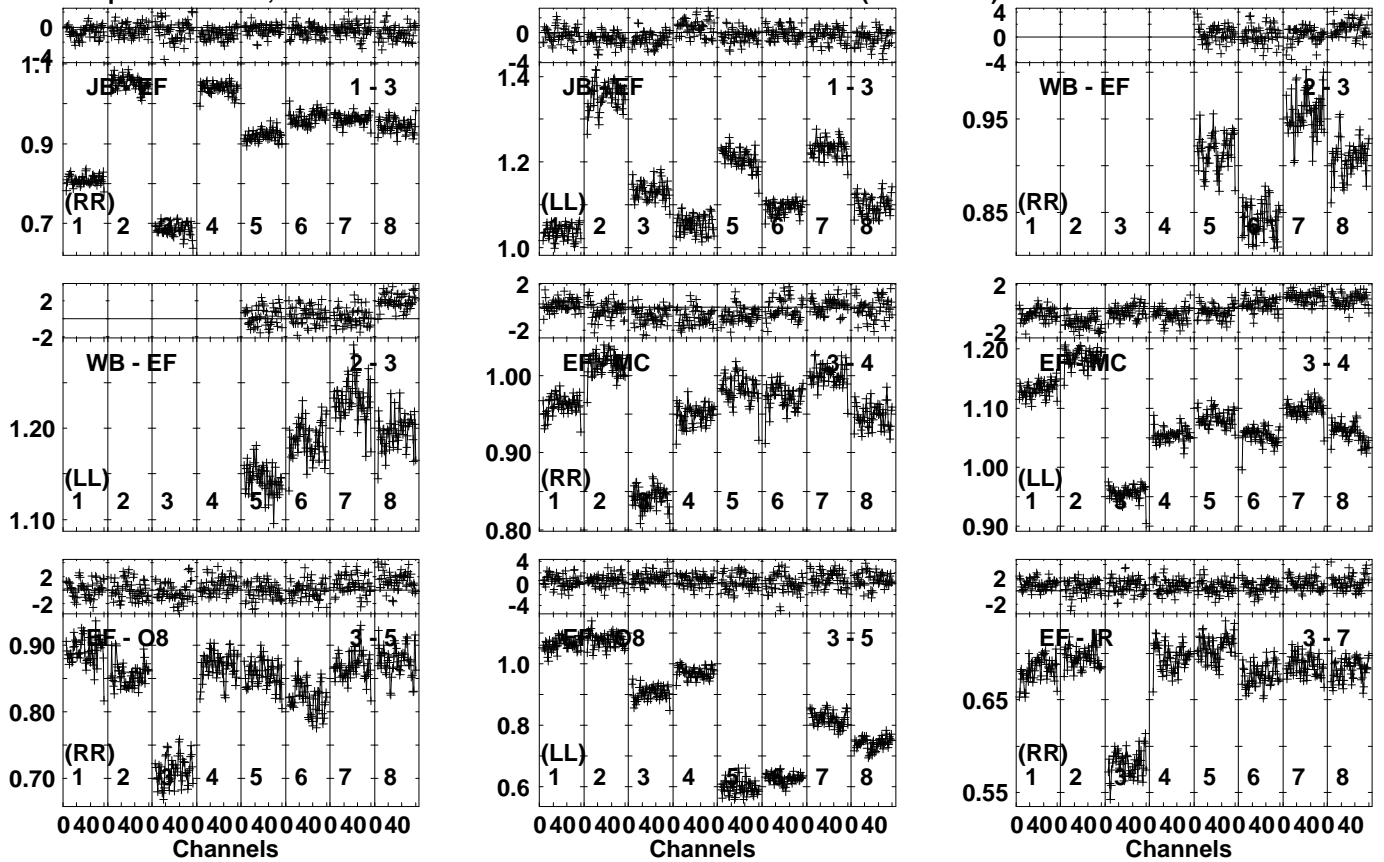 0 0 4
-4 -4 0
-4
1.1 JB - EF 1 - 3 1.4 JB - EF 1 - 3 WB - EF 2 - 3
0.9 1.2 0.95
(RR) (LL) (RR)
0.7 1 2 3 4 5 6 7 8 1.0 1 2 3 4 5 6 7 8 0.85 1 2 3 4 5 6 7 8
2 2 2
-2 -2 -2
WB - EF 2 - 3 EF - MC 3 - 4 1.20 EF - MC 3 - 4
1.20 1.00 1.10
0.90 1.00
(LL) (RR) (LL)
1.10 1 2 3 4 5 6 7 8 0.80 1 2 3 4 5 6 7 8 0.90 1 2 3 4 5 6 7 8
2 4 2
-2 0 -2
-4
0.90 EF - O8 3 - 5 1.0 EF - O8 3 - 5 EF - IR 3 - 7
0.80 0.8 0.65
(RR) (LL) (RR)
0.70 1 2 3 4 5 6 7 8 0.6 1 2 3 4 5 6 7 8 0.55 1 2 3 4 5 6 7 8
0 40 0 40 0 40 0 40 0 40 0 40 0 40 0 40 0 40 0 40 0 40 0 40 0 40 0 40 0 40 0 40 0 40 0 40 0 40 0 40 0 40 0 40 0 40 0 40
Channels Channels Channels